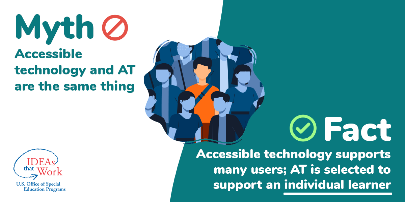 Myth
Accessible
technology and AT
are the same thing
Fact
Accessible technology supports
many users; AT is selected to
support an individual learner
IDEA
that
Work
U.S. Office of Special
Education Programs